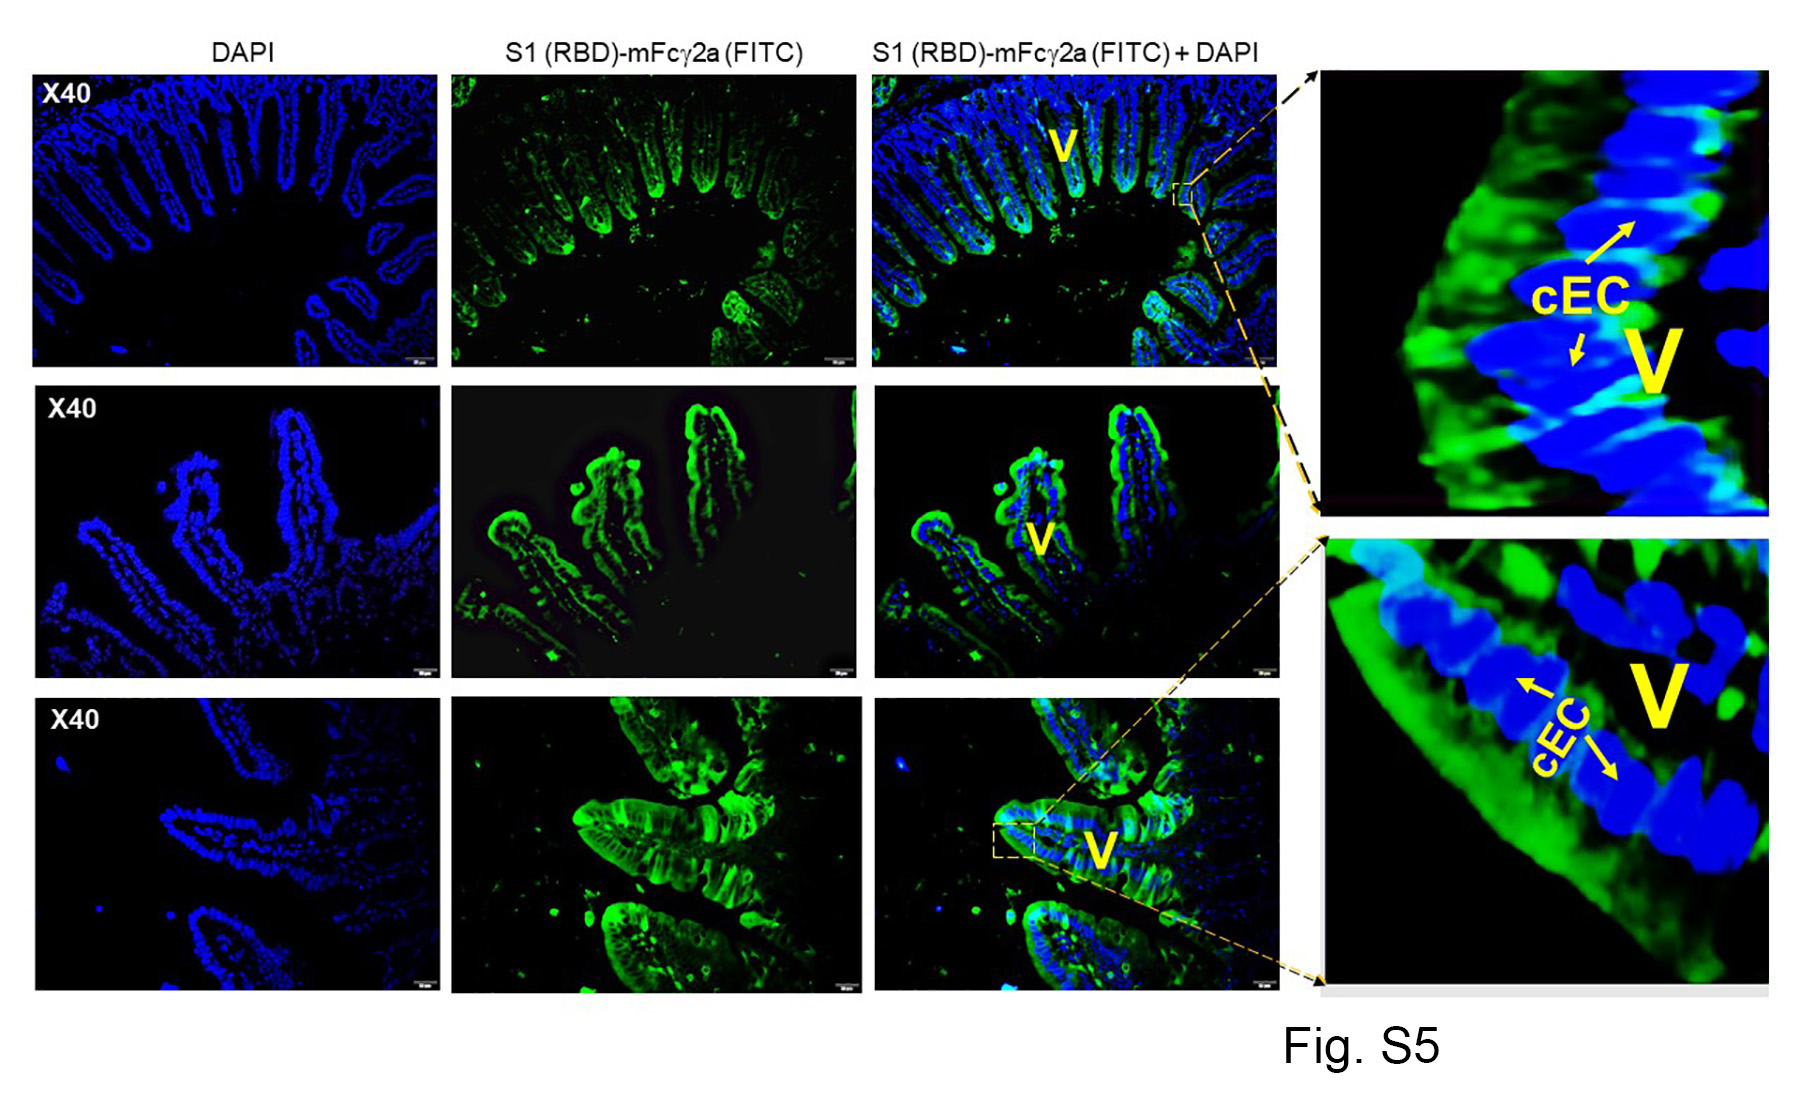 DAPI
S1 (RBD)-mFcγ2a (FITC)
S1 (RBD)-mFcγ2a (FITC) + DAPI
X40
V
cEC
V
X40
V
X40
V
cEC
V
Fig. S5